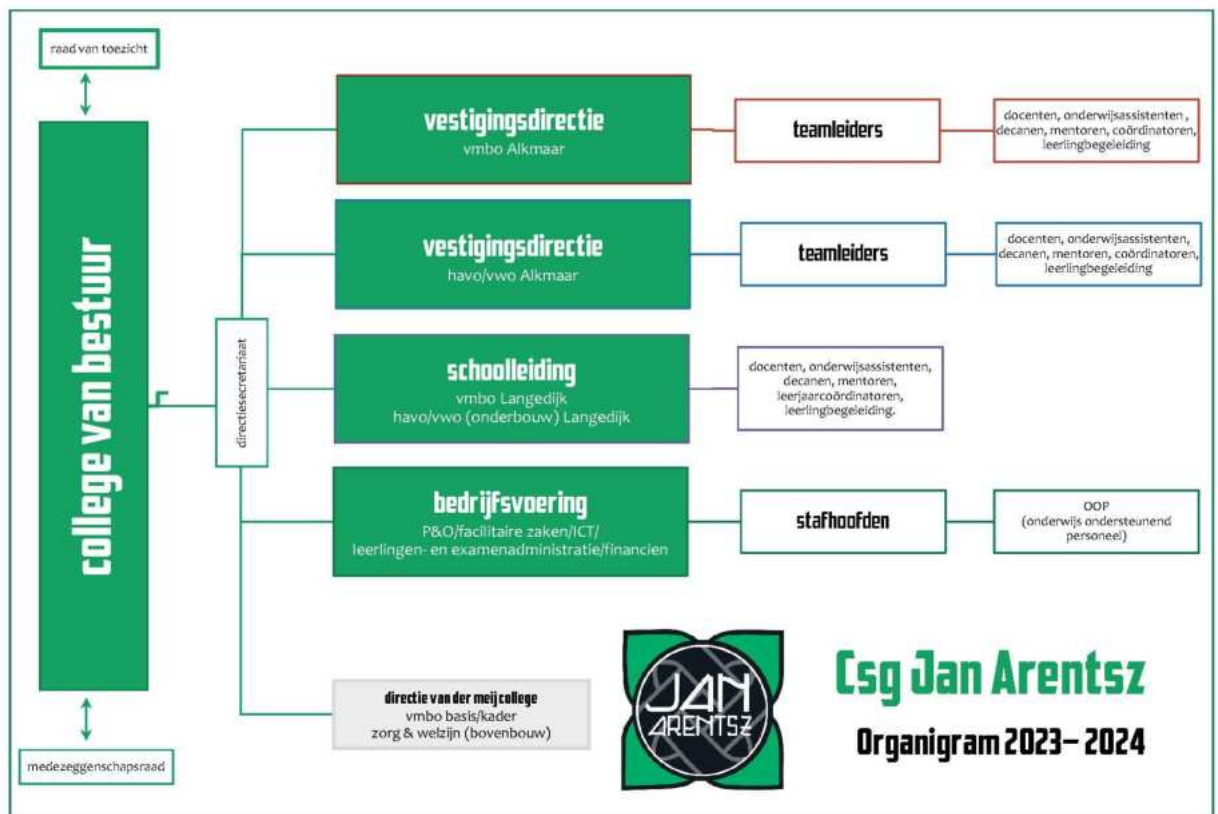 raad van toezicht
college van bestuur
medezeggenschapsraad
directiesecretariaat
vestigingsdirectie
vmbo Alkmaar
teamleiders
docenten, onderwijsassistenten ,
decanen, mentoren, coördinatoren,
leerlingbegeleiding
vestigingsdirectie
havo/vwo Alkmaar
teamleiders
docenten, onderwijsassistenten,
decanen, mentoren, coördinatoren,
leerlingbegeleiding
schoolleiding
vmbo Langedijk
havo/vwo (onderbouw) Langedijk
docenten, onderwijsassistenten,
decanen, mentoren,
leerjaarcoördinatoren,
leerlingbegeleiding.
bedrijfsvoering
P&O/facilitaire zaken/ICT/
leerlingen- en examenadministratie/financien
stafhoofden
OOP
(onderwijs ondersteunend
personeel)
directie van der meij college
vmbo basis/kader
zorg & welzijn (bovenbouw)
JAN
ARENTSZ
Csg Jan Arentsz
Organigram 2023– 2024